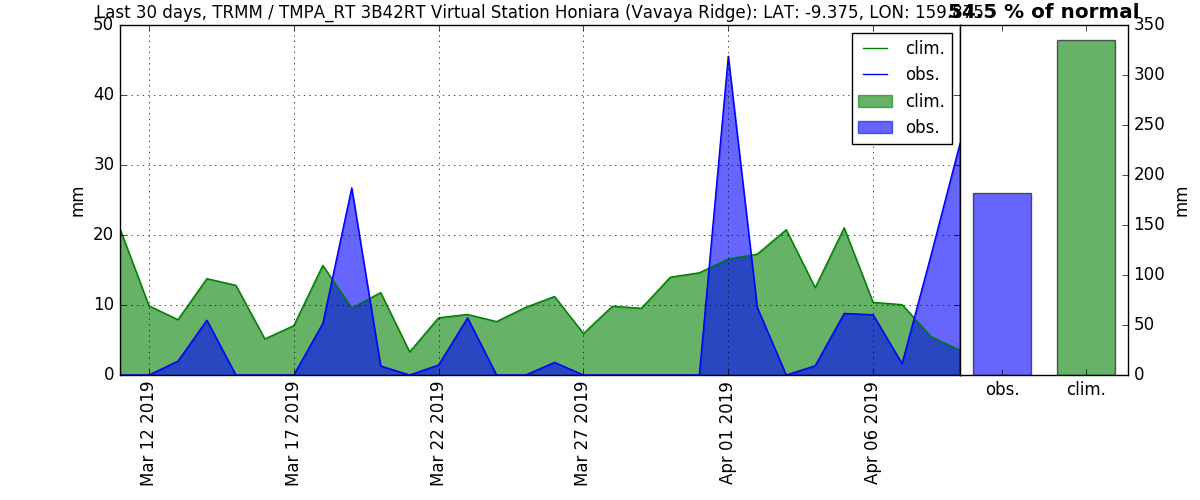 Last 30 days, TRMM / TMPA_RT 3B42RT Virtual Station Honiara (Vavaya Ridge): LAT: -9.375, LON:
54.5 % of normal
50
40
30
20
10
0
mm
clim.
obs.
clim.
obs.
Mar 12 2019
Mar 17 2019
Mar 22 2019
Mar 27 2019
Apr 01 2019
Apr 06 2019
350
300
250
200
150
100
50
0
mm
obs.
clim.